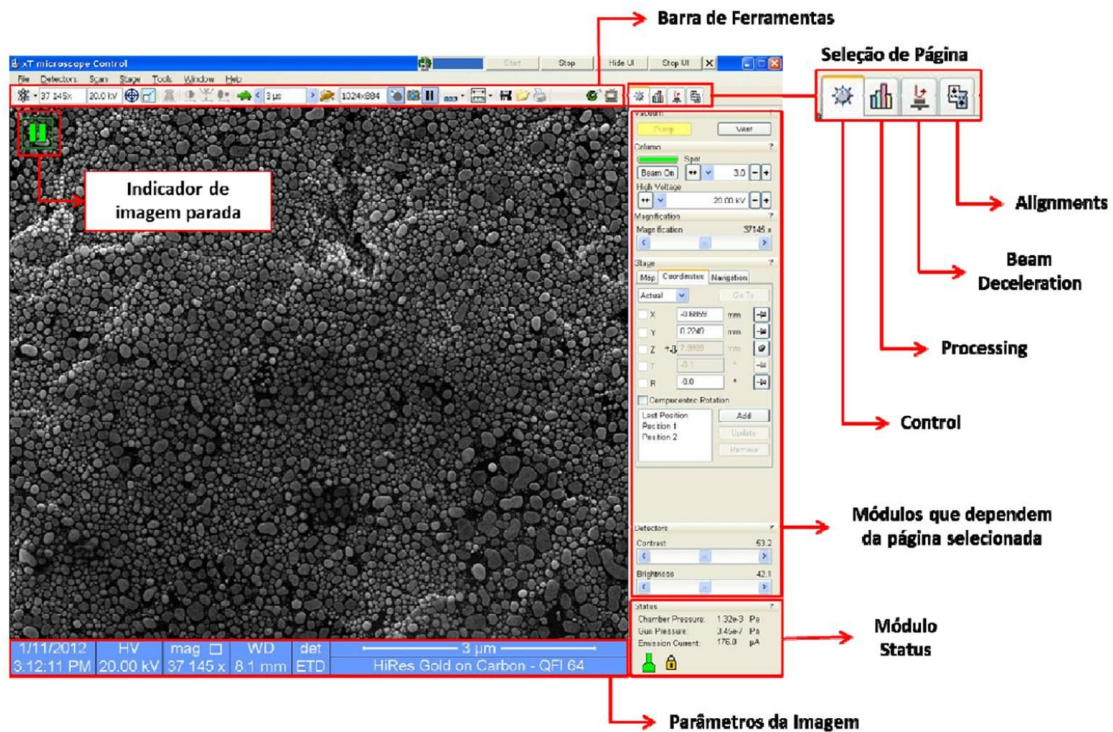 Barra de Ferramentas
Seleção de Página
xT microscope Control
Start Stop Hide UI Stop UI X
File Detectors Scan Stage Tools Window Help
37 145x 20.0 kV 3 µs 1024x884
Indicador de
imagem parada
Vacuum ?
Pump Vent
Column ?
Spot
Beam On 3.0 - +
High Voltage
20.00 kV - +
Magnification ?
Magnification 37145 x
Stage ?
Map Coordinates Navigation
Actual Go To
X mm
Y 0.2249 mm
Z mm
T -0.1 °
R -0.0 °
Compucentric Rotation
Last Position Add
Position 1 Update
Position 2 Remove
Detectors ?
Contrast 53.2
Brightness 42.1
Status ?
Chamber Pressure: 1.32e-3 Pa
Gun Pressure: 3.45e-7 Pa
Emission Current: 176.0 µA
Alignments
Beam
Deceleration
Processing
Control
Módulos que dependem
da página selecionada
Módulo
Status
1/11/2012 HV mag WD det 3 µm
3:12:11 PM 20.00 kV 37 145 x 8.1 mm ETD HiRes Gold on Carbon - QFI 64
Parâmetros da Imagem